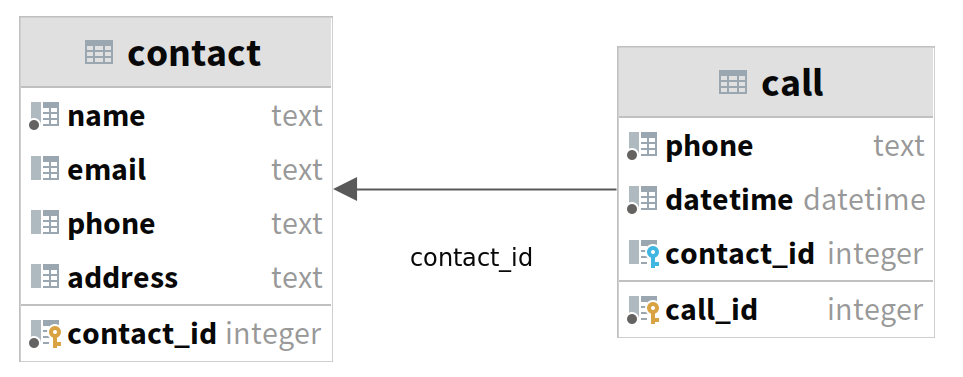 contact
name text
email text
phone text
address text
contact_id integer
contact_id
call
phone text
datetime datetime
contact_id integer
call_id integer